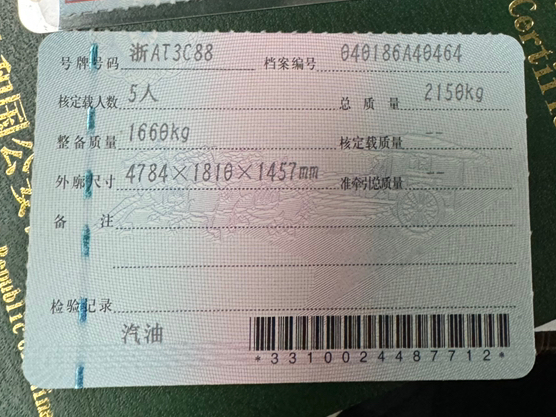 号牌号码 浙AT3C88 档案编号 040186A40464
核定载人数 5人 总质量 2150kg
整备质量 1660kg 核定载质量 --
外廓尺寸 4784×1810×1457mm 准牵引总质量 --
备注
检验记录
汽油
*3310024487712*